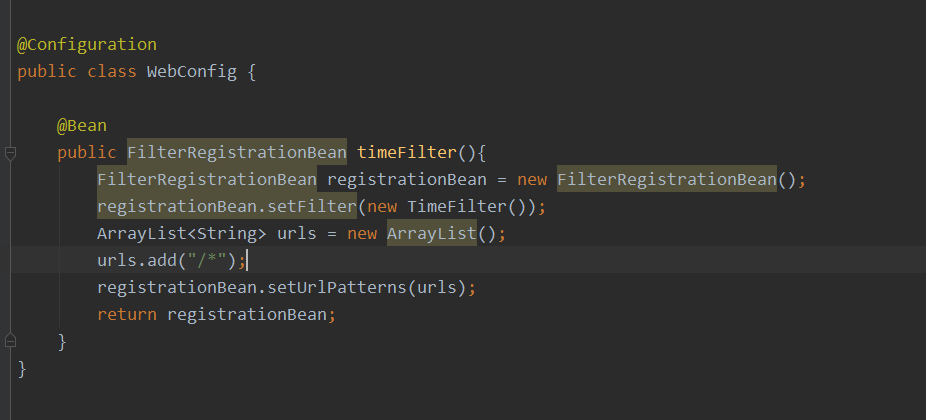 @Configuration
public class WebConfig {
@Bean
public FilterRegistrationBean timeFilter(){
FilterRegistrationBean registrationBean = new FilterRegistrationBean();
registrationBean.setFilter(new TimeFilter());
ArrayList<String> urls = new ArrayList();
urls.add("/*");
registrationBean.setUrlPatterns(urls);
return registrationBean;
}
}